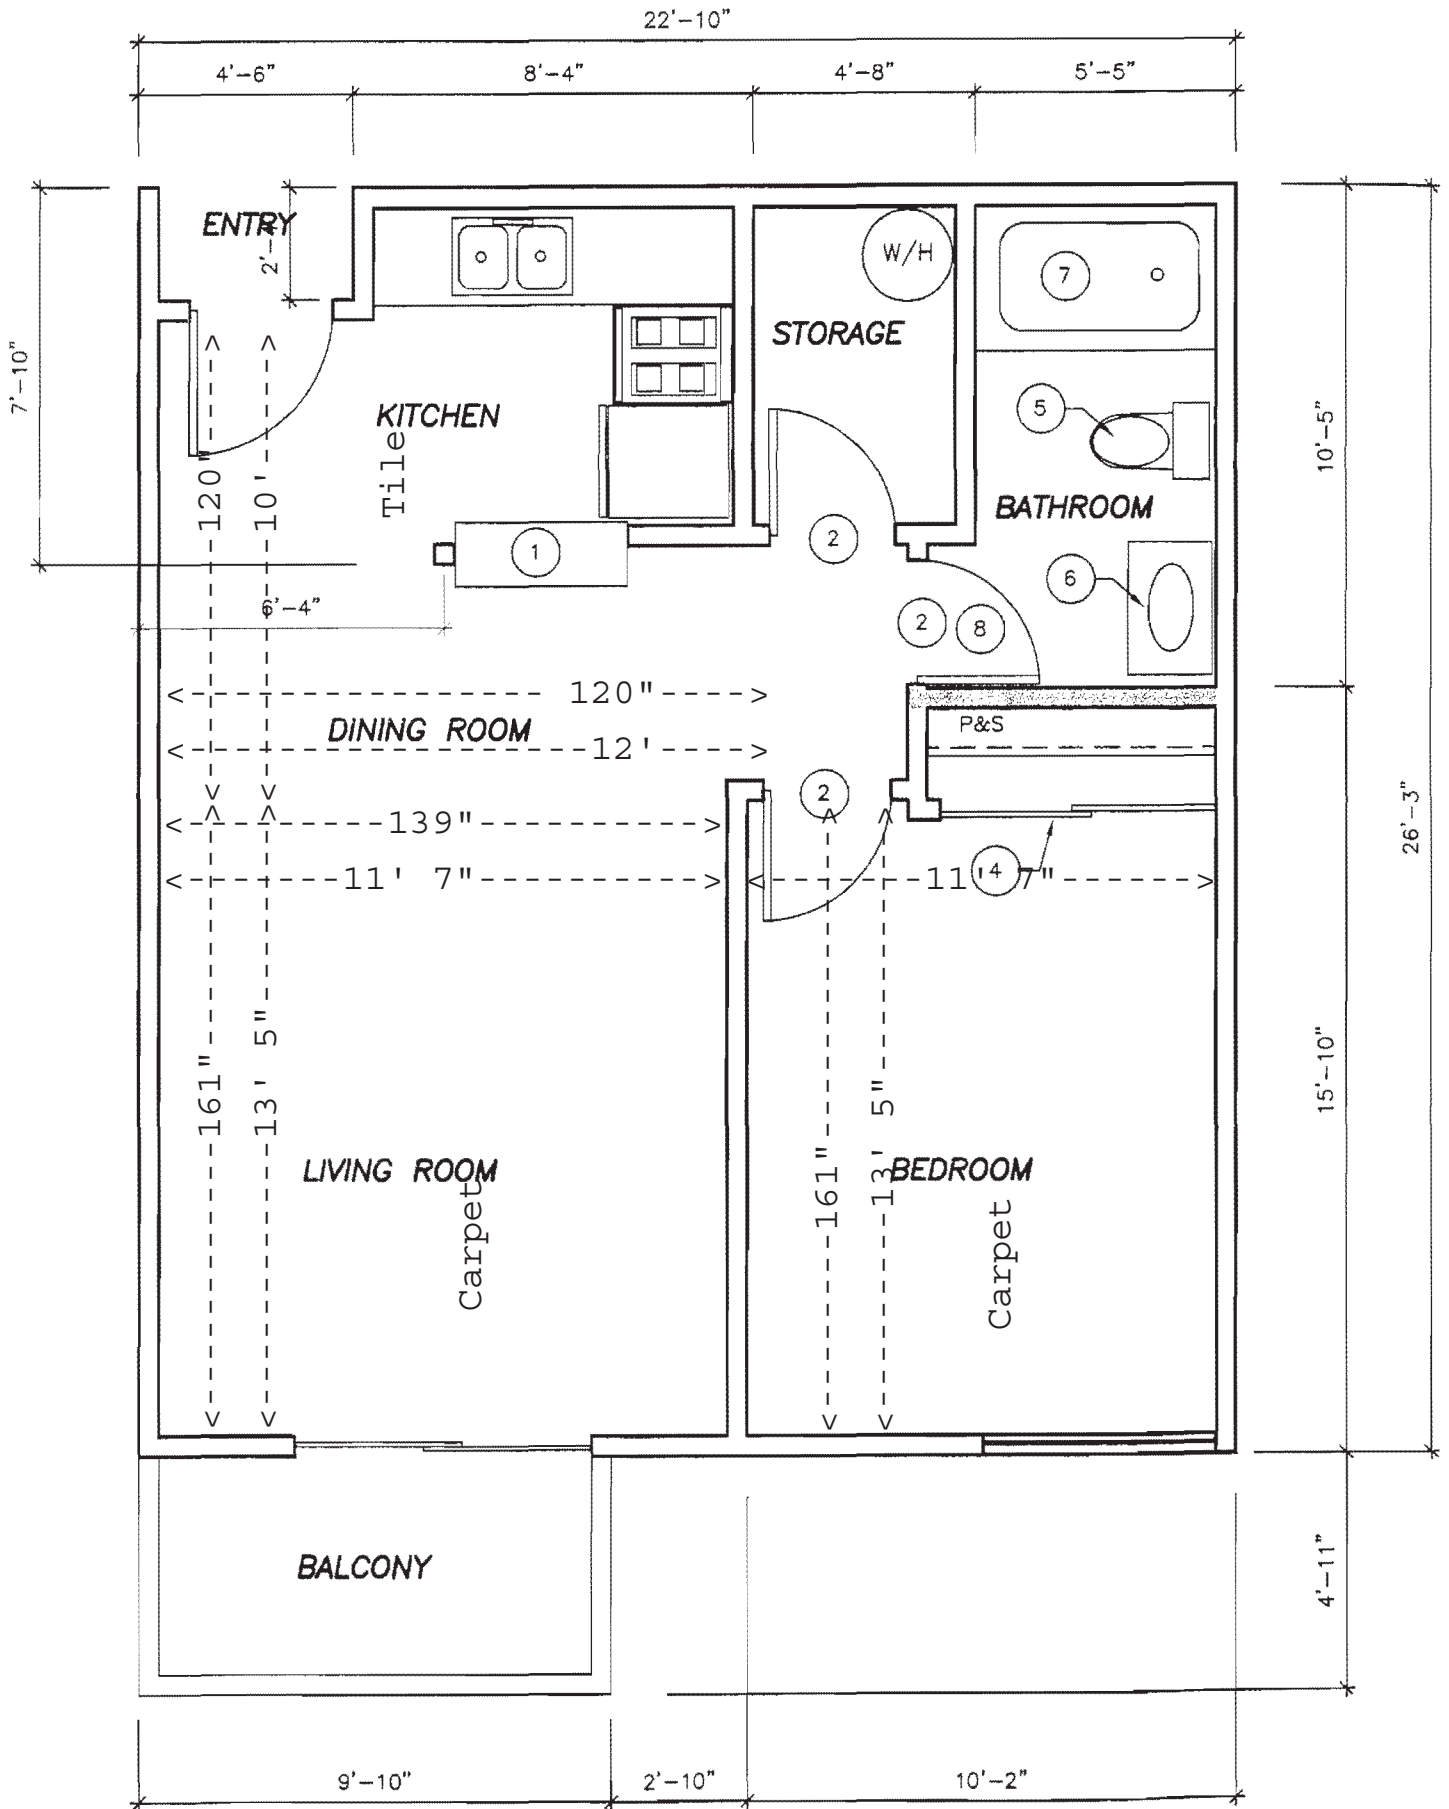 22'-10"
4'-6"
8'-4"
4'-8"
5'-5"
ENTRY
W/H
7
STORAGE
7'-10"
KITCHEN
Tile
5
10'-5"
120"
10'
BATHROOM
1
2
6
6'-4"
2
8
120"
P&S
DINING ROOM
12'
2
139"
26'-3"
11' 7"
4
11' 7"
161"
13' 5"
15'-10"
161"
13' 5"
LIVING ROOM
BEDROOM
Carpet
Carpet
BALCONY
4'-11"
9'-10"
2'-10"
10'-2"